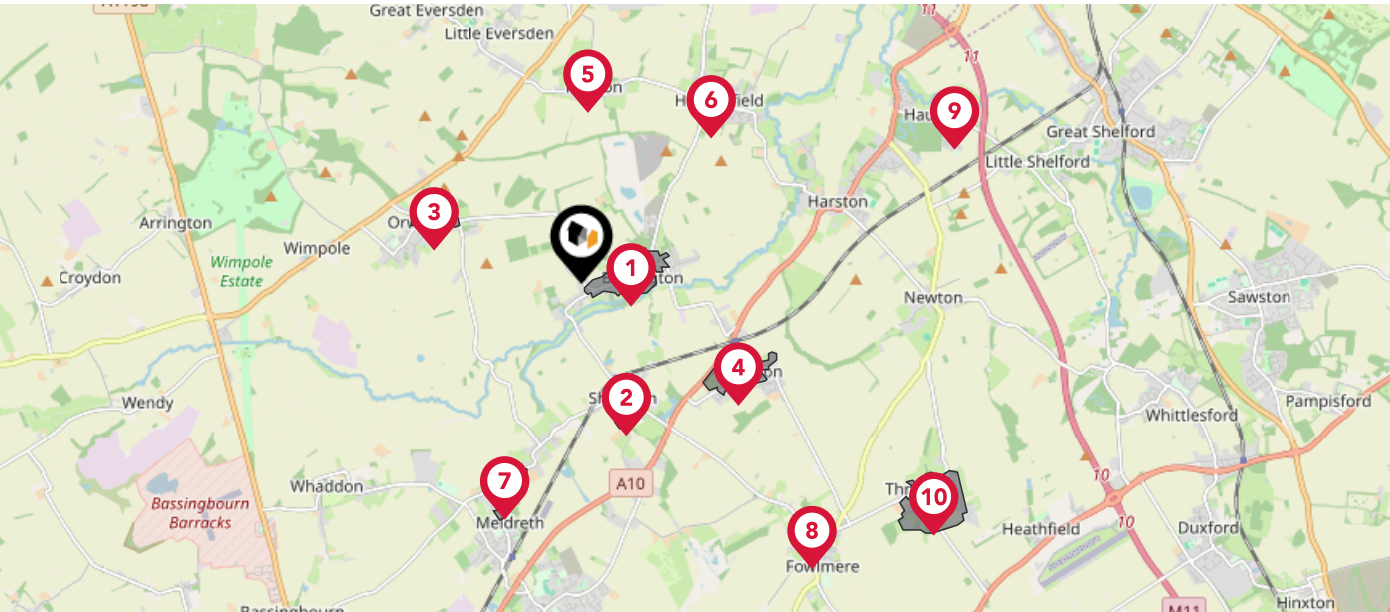 A1198
Great Eversden
Little Eversden
11
11
5
6
9
Great Shelford
Little Shelford
3
Harston
Arrington
Wimpole
Wimpole
Estate
Croydon
1
Newton
Sawston
4
2
Wendy
Pampisford
Whittlesford
7
A10
10
Whaddon
10
Bassingbourn
Barracks
Meldreth
8
10
Heathfield
Duxford
Fowlmere
Hinxton
Bassingbourn
M11